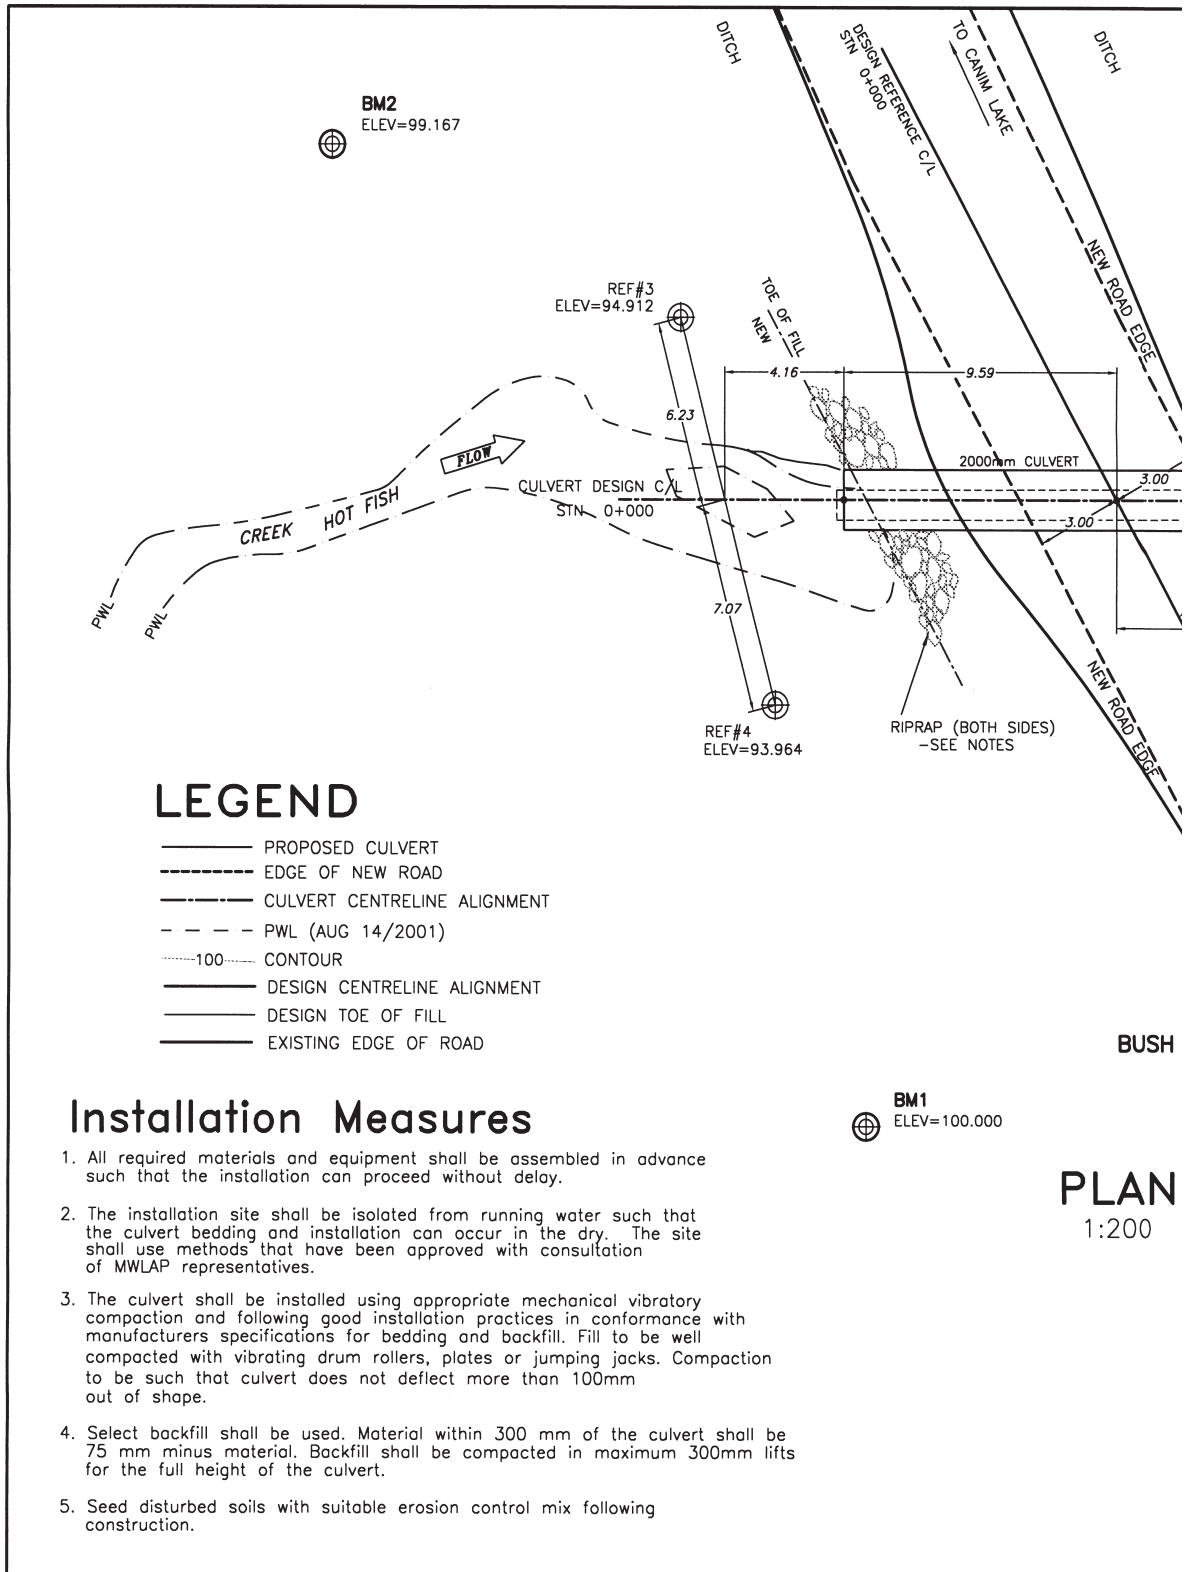 DITCH
DESIGN REFERENCE C/L
STN 0+000
TO CANIM LAKE
DITCH
BM2
ELEV=99.167
NEW ROAD EDGE
REF#3
ELEV=94.912
TOE OF FILL
NEW
4.16
9.59
6.23
FLOW
2000mm CULVERT
3.00
CULVERT DESIGN C/L
STN 0+000
CREEK HOT FISH
3.00
PWL
PWL
7.07
NEW ROAD EDGE
REF#4
ELEV=93.964
RIPRAP (BOTH SIDES)
-SEE NOTES
LEGEND
PROPOSED CULVERT
EDGE OF NEW ROAD
CULVERT CENTRELINE ALIGNMENT
PWL (AUG 14/2001)
100 CONTOUR
DESIGN CENTRELINE ALIGNMENT
DESIGN TOE OF FILL
EXISTING EDGE OF ROAD
BUSH
BM1
ELEV=100.000
PLAN
1:200
Installation Measures
1. All required materials and equipment shall be assembled in advance
such that the installation can proceed without delay.
2. The installation site shall be isolated from running water such that
the culvert bedding and installation can occur in the dry. The site
shall use methods that have been approved with consultation
of MWLAP representatives.
3. The culvert shall be installed using appropriate mechanical vibratory
compaction and following good installation practices in conformance with
manufacturers specifications for bedding and backfill. Fill to be well
compacted with vibrating drum rollers, plates or jumping jacks. Compaction
to be such that culvert does not deflect more than 100mm
out of shape.
4. Select backfill shall be used. Material within 300 mm of the culvert shall be
75 mm minus material. Backfill shall be compacted in maximum 300mm lifts
for the full height of the culvert.
5. Seed disturbed soils with suitable erosion control mix following
construction.